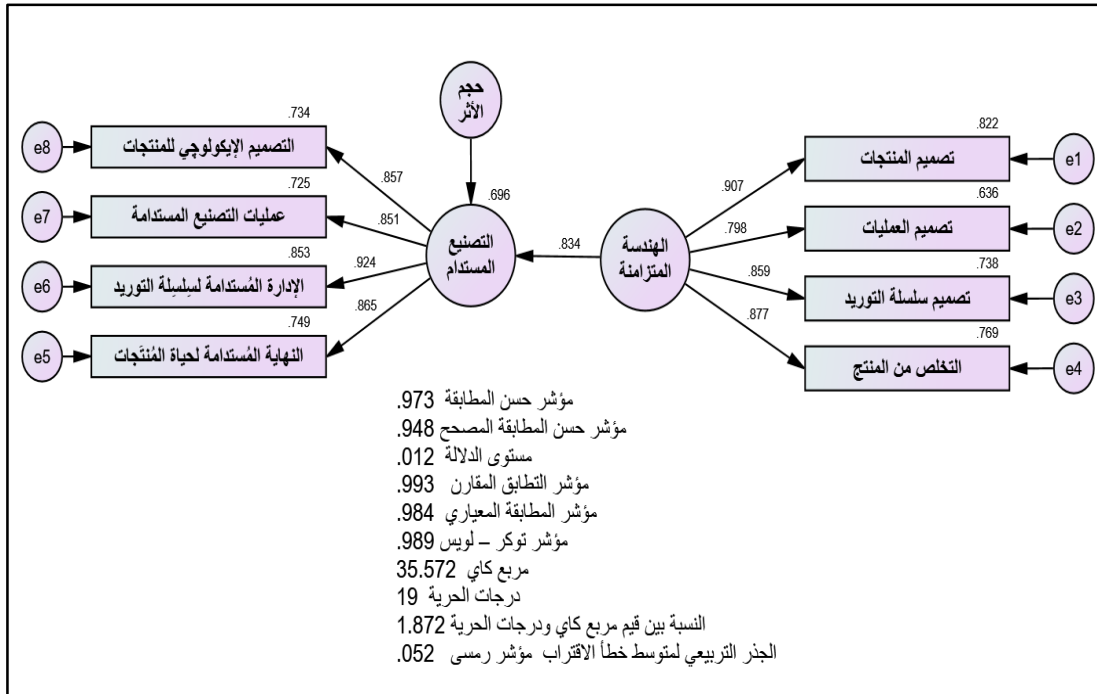 حجم
الأثر
.734
التصميم الإيكولوچي للمنتجات
e8
.725
عمليات التصنيع المستدامة
e7
.853
الإدارة المُستدامة لسِلسِلة التوريد
e6
.749
النهاية المُستدامة لحياة المُنتَجات
e5
.857
.851
.924
.865
.696
التصنيع
المستدام
.834
الهندسة
المتزامنة
.907
.798
.859
.877
.822
تصميم المنتجات
e1
.636
تصميم العمليات
e2
.738
تصميم سلسلة التوريد
e3
.769
التخلص من المنتج
e4
مؤشر حسن المطابقة .973
مؤشر حسن المطابقة المصحح .948
مستوى الدلالة .012
مؤشر التطابق المقارن .993
مؤشر المطابقة المعياري .984
مؤشر توكر – لويس .989
مربع كاي 35.572
درجات الحرية 19
النسبة بين قيم مربع كاي ودرجات الحرية 1.872
الجذر التربيعي لمتوسط خطأ الاقتراب مؤشر رمسى .052